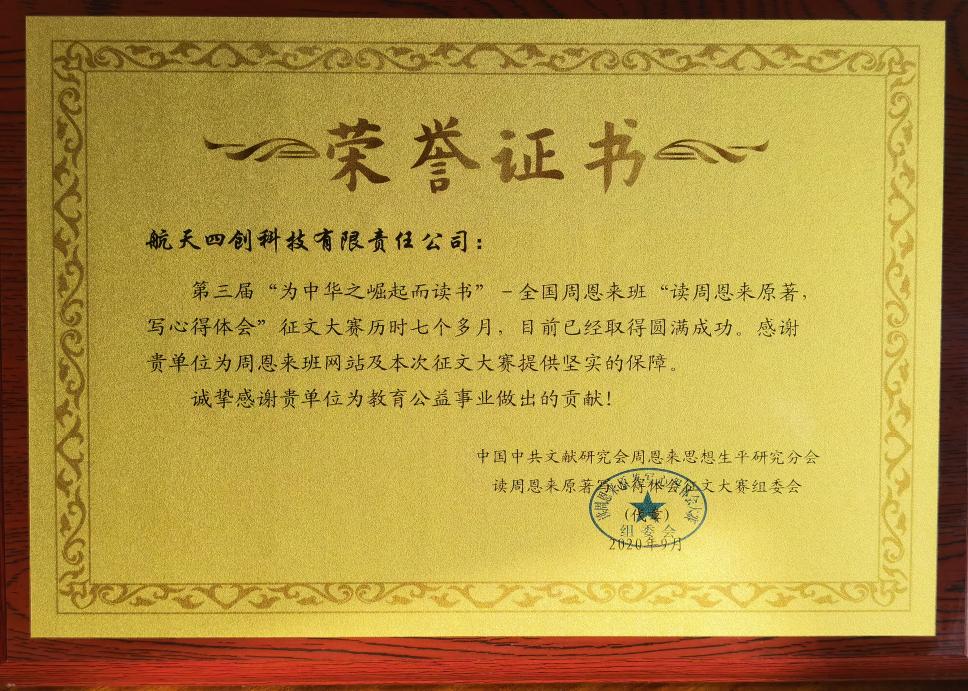 荣誉证书
航天四创科技有限责任公司：
第三届“为中华之崛起而读书”－全国周恩来班“读周恩来原著，
写心得体会”征文大赛历时七个多月，目前已经取得圆满成功。感谢
贵单位为周恩来班网站及本次征文大赛提供坚实的保障。
诚挚感谢贵单位为教育公益事业做出的贡献！
中国中共文献研究会周恩来思想生平研究分会
读周恩来原著写心得体会征文大赛组委会
（代章）
组委会
2020年9月